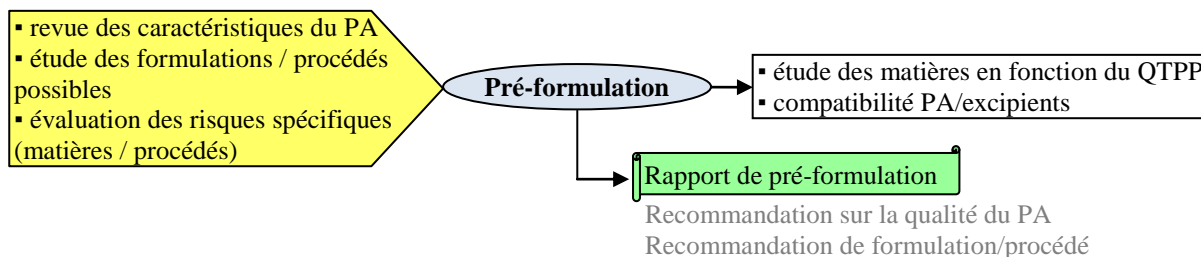 ▪ revue des caractéristiques du PA
▪ étude des formulations / procédés
possibles
▪ évaluation des risques spécifiques
(matières / procédés)
Pré-formulation
▪ étude des matières en fonction du QTPP
▪ compatibilité PA/excipients
Rapport de pré-formulation
Recommandation sur la qualité du PA
Recommandation de formulation/procédé